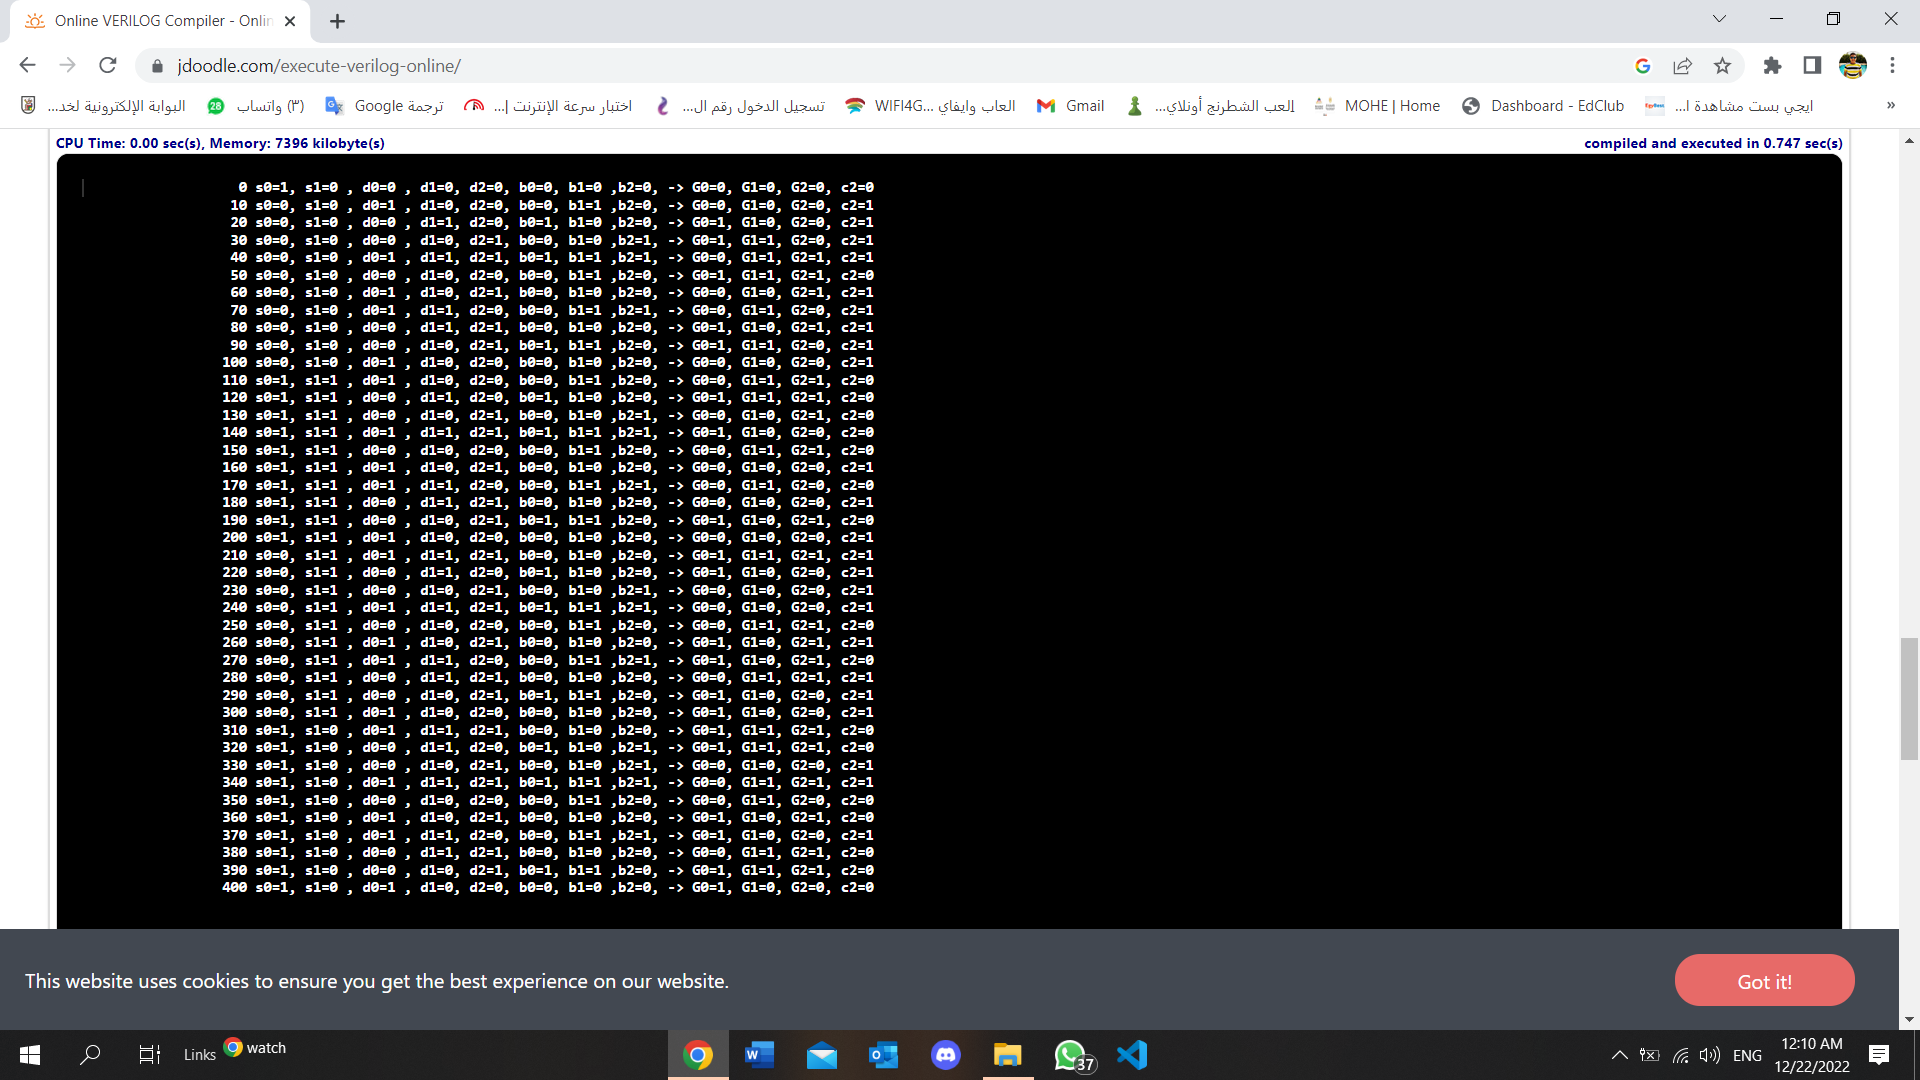 Online VERILOG Compiler - Onlin
jdoodle.com/execute-verilog-online/
البوابة الإلكترونية لخد...
28 واتساب (٣)
ترجمة Google
اختبار سرعة الإنترنت |...
تسجيل الدخول رقم ال...
العاب وايفاي ...WIFI4G
Gmail
إلعب الشطرنج أونلاي...
MOHE | Home
Dashboard - EdClub
ايجي بست مشاهدة ا...
»
CPU Time: 0.00 sec(s), Memory: 7396 kilobyte(s)
compiled and executed in 0.747 sec(s)
0 s0=1, s1=0 , d0=0 , d1=0, d2=0, b0=0, b1=0 ,b2=0, -> G0=0, G1=0, G2=0, c2=0
10 s0=0, s1=0 , d0=1 , d1=0, d2=0, b0=0, b1=1 ,b2=0, -> G0=0, G1=0, G2=0, c2=1
20 s0=0, s1=0 , d0=0 , d1=1, d2=0, b0=1, b1=0 ,b2=0, -> G0=1, G1=0, G2=0, c2=1
30 s0=0, s1=0 , d0=0 , d1=0, d2=1, b0=0, b1=0 ,b2=1, -> G0=1, G1=1, G2=0, c2=1
40 s0=0, s1=0 , d0=1 , d1=1, d2=1, b0=1, b1=1 ,b2=1, -> G0=0, G1=1, G2=1, c2=1
50 s0=0, s1=0 , d0=0 , d1=0, d2=0, b0=0, b1=1 ,b2=0, -> G0=1, G1=1, G2=1, c2=0
60 s0=0, s1=0 , d0=1 , d1=0, d2=1, b0=0, b1=0 ,b2=0, -> G0=0, G1=0, G2=1, c2=1
70 s0=0, s1=0 , d0=1 , d1=1, d2=0, b0=0, b1=1 ,b2=1, -> G0=0, G1=1, G2=0, c2=1
80 s0=0, s1=0 , d0=0 , d1=1, d2=1, b0=0, b1=0 ,b2=0, -> G0=1, G1=0, G2=1, c2=1
90 s0=0, s1=0 , d0=0 , d1=0, d2=1, b0=1, b1=1 ,b2=0, -> G0=1, G1=1, G2=0, c2=1
100 s0=0, s1=0 , d0=1 , d1=0, d2=0, b0=0, b1=0 ,b2=0, -> G0=0, G1=0, G2=0, c2=1
110 s0=1, s1=1 , d0=1 , d1=0, d2=0, b0=0, b1=1 ,b2=0, -> G0=0, G1=1, G2=1, c2=0
120 s0=1, s1=1 , d0=0 , d1=1, d2=0, b0=1, b1=0 ,b2=0, -> G0=1, G1=1, G2=1, c2=0
130 s0=1, s1=1 , d0=0 , d1=0, d2=1, b0=0, b1=0 ,b2=1, -> G0=0, G1=0, G2=1, c2=0
140 s0=1, s1=1 , d0=1 , d1=1, d2=1, b0=1, b1=1 ,b2=1, -> G0=1, G1=0, G2=0, c2=0
150 s0=1, s1=1 , d0=0 , d1=0, d2=0, b0=0, b1=1 ,b2=0, -> G0=0, G1=1, G2=1, c2=0
160 s0=1, s1=1 , d0=1 , d1=0, d2=1, b0=0, b1=0 ,b2=0, -> G0=0, G1=0, G2=0, c2=1
170 s0=1, s1=1 , d0=1 , d1=1, d2=0, b0=0, b1=1 ,b2=1, -> G0=0, G1=1, G2=0, c2=0
180 s0=1, s1=1 , d0=0 , d1=1, d2=1, b0=0, b1=0 ,b2=0, -> G0=0, G1=0, G2=0, c2=1
190 s0=1, s1=1 , d0=0 , d1=0, d2=1, b0=1, b1=1 ,b2=0, -> G0=1, G1=0, G2=1, c2=0
200 s0=1, s1=1 , d0=1 , d1=0, d2=0, b0=0, b1=0 ,b2=0, -> G0=0, G1=0, G2=0, c2=1
210 s0=0, s1=1 , d0=1 , d1=1, d2=1, b0=0, b1=0 ,b2=0, -> G0=1, G1=1, G2=1, c2=1
220 s0=0, s1=1 , d0=0 , d1=1, d2=0, b0=1, b1=0 ,b2=0, -> G0=1, G1=0, G2=0, c2=1
230 s0=0, s1=1 , d0=0 , d1=0, d2=1, b0=0, b1=0 ,b2=1, -> G0=0, G1=0, G2=0, c2=1
240 s0=0, s1=1 , d0=1 , d1=1, d2=1, b0=1, b1=1 ,b2=1, -> G0=0, G1=0, G2=0, c2=1
250 s0=0, s1=1 , d0=0 , d1=0, d2=0, b0=0, b1=1 ,b2=0, -> G0=0, G1=1, G2=1, c2=0
260 s0=0, s1=1 , d0=1 , d1=0, d2=1, b0=0, b1=0 ,b2=0, -> G0=1, G1=0, G2=1, c2=1
270 s0=0, s1=1 , d0=1 , d1=1, d2=0, b0=0, b1=1 ,b2=1, -> G0=1, G1=0, G2=1, c2=0
280 s0=0, s1=1 , d0=0 , d1=1, d2=1, b0=0, b1=0 ,b2=0, -> G0=0, G1=1, G2=1, c2=1
290 s0=0, s1=1 , d0=0 , d1=0, d2=1, b0=1, b1=1 ,b2=0, -> G0=1, G1=0, G2=0, c2=1
300 s0=0, s1=1 , d0=1 , d1=0, d2=0, b0=0, b1=0 ,b2=0, -> G0=1, G1=0, G2=0, c2=1
310 s0=1, s1=0 , d0=1 , d1=1, d2=1, b0=0, b1=0 ,b2=0, -> G0=1, G1=1, G2=1, c2=0
320 s0=1, s1=0 , d0=0 , d1=1, d2=0, b0=1, b1=0 ,b2=1, -> G0=1, G1=1, G2=1, c2=0
330 s0=1, s1=0 , d0=0 , d1=0, d2=1, b0=0, b1=0 ,b2=1, -> G0=0, G1=0, G2=0, c2=1
340 s0=1, s1=0 , d0=1 , d1=1, d2=1, b0=1, b1=1 ,b2=1, -> G0=0, G1=1, G2=1, c2=1
350 s0=1, s1=0 , d0=0 , d1=0, d2=0, b0=0, b1=1 ,b2=0, -> G0=0, G1=1, G2=0, c2=0
360 s0=1, s1=0 , d0=1 , d1=0, d2=1, b0=0, b1=0 ,b2=0, -> G0=1, G1=0, G2=1, c2=0
370 s0=1, s1=0 , d0=1 , d1=1, d2=0, b0=0, b1=1 ,b2=1, -> G0=1, G1=0, G2=0, c2=1
380 s0=1, s1=0 , d0=0 , d1=1, d2=1, b0=0, b1=0 ,b2=0, -> G0=0, G1=1, G2=1, c2=0
390 s0=1, s1=0 , d0=0 , d1=0, d2=1, b0=1, b1=1 ,b2=0, -> G0=1, G1=1, G2=1, c2=0
400 s0=1, s1=0 , d0=1 , d1=0, d2=0, b0=0, b1=0 ,b2=0, -> G0=1, G1=0, G2=0, c2=0
This website uses cookies to ensure you get the best experience on our website.
Got it!
Links
watch
37
ENG
12:10 AM
12/22/2022